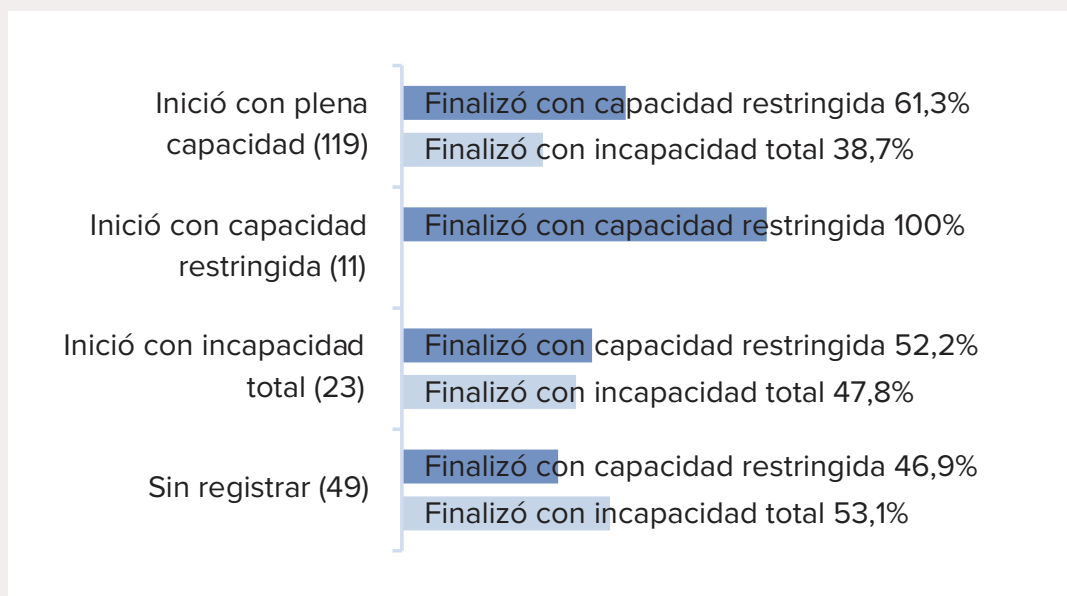 Inició con plena
capacidad (119)
Finalizó con capacidad restringida 61,3%
Finalizó con incapacidad total 38,7%
Inició con capacidad
restringida (11)
Finalizó con capacidad restringida 100%
Inició con incapacidad
total (23)
Finalizó con capacidad restringida 52,2%
Finalizó con incapacidad total 47,8%
Sin registrar (49)
Finalizó con capacidad restringida 46,9%
Finalizó con incapacidad total 53,1%